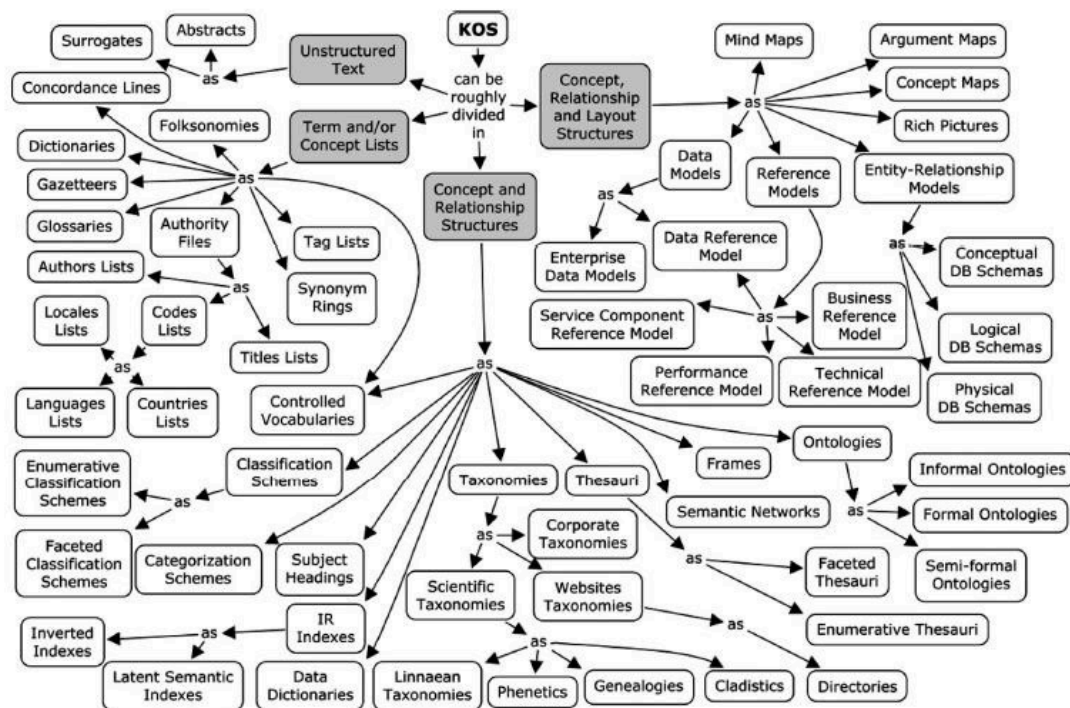 KOS
can be
roughly
divided
in
Unstructured
Text
as
Surrogates
Abstracts
Term and/or
Concept Lists
as
Concordance Lines
Folksonomies
Dictionaries
Gazetteers
Glossaries
Authority
Files
Tag Lists
Synonym
Rings
as
Authors Lists
Codes
Lists
Titles Lists
as
Locales
Lists
Languages
Lists
Countries
Lists
Controlled
Vocabularies
Concept,
Relationship
and Layout
Structures
as
Mind Maps
Argument Maps
Concept Maps
Rich Pictures
Data
Models
Reference
Models
Entity-Relationship
Models
as
Enterprise
Data Models
Data Reference
Model
as
Service Component
Reference Model
Business
Reference
Model
Performance
Reference Model
Technical
Reference Model
as
Conceptual
DB Schemas
Logical
DB Schemas
Physical
DB Schemas
Concept and
Relationship
Structures
as
Classification
Schemes
as
Enumerative
Classification
Schemes
Faceted
Classification
Schemes
Categorization
Schemes
Subject
Headings
IR
Indexes
as
Inverted
Indexes
Latent Semantic
Indexes
Data
Dictionaries
Taxonomies
as
Corporate
Taxonomies
Scientific
Taxonomies
Websites
Taxonomies
as
Linnaean
Taxonomies
Phenetics
Genealogies
Cladistics
as
Directories
Thesauri
as
Faceted
Thesauri
Enumerative Thesauri
Semantic Networks
Frames
Ontologies
as
Informal Ontologies
Formal Ontologies
Semi-formal
Ontologies